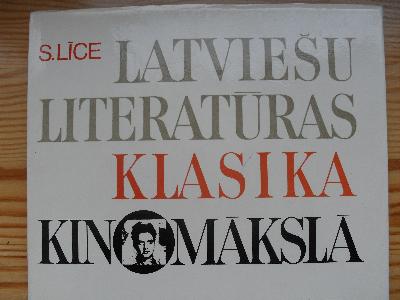 S.LĪCE LATVIEŠU
LITERATŪRAS
KLASIKA
KINOMĀKSLĀ